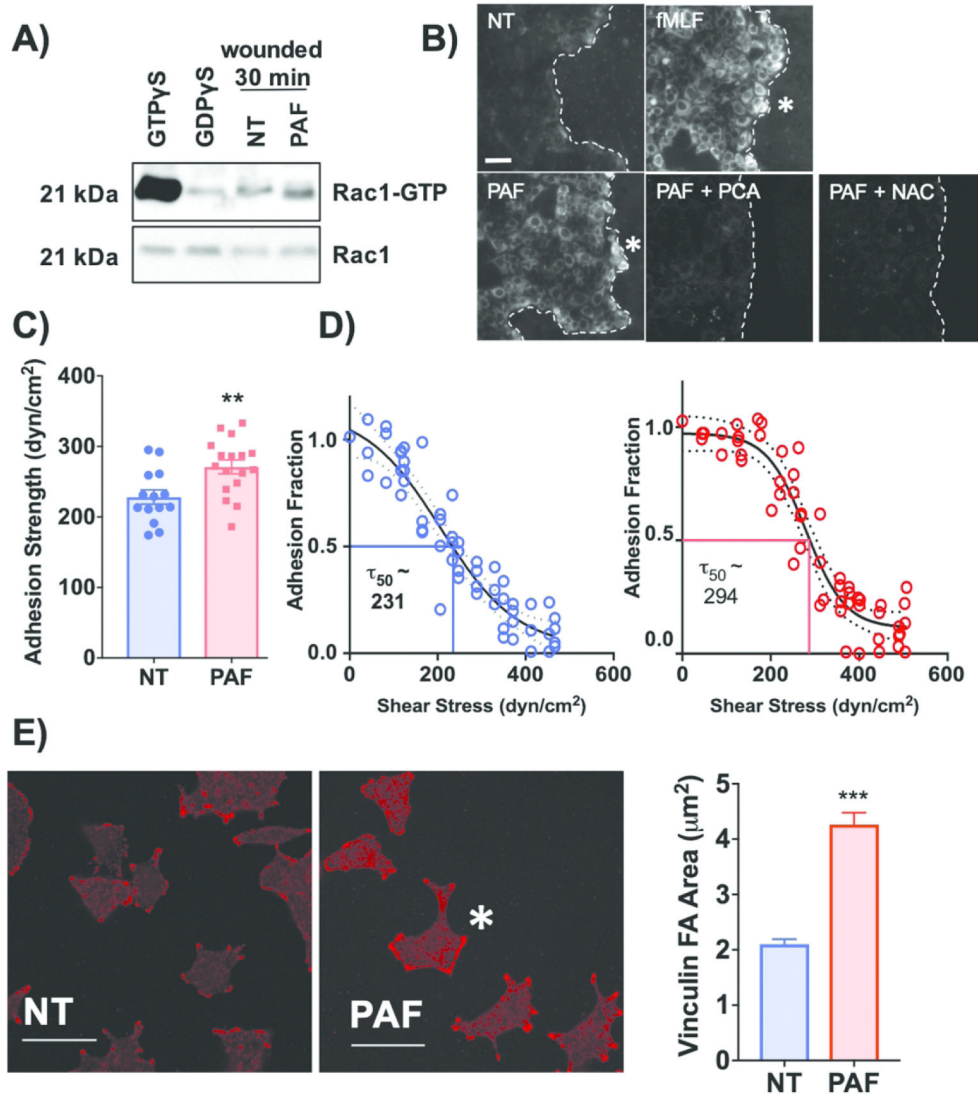 A)
wounded
30 min
GTPγS
GDPγS
NT
PAF
21 kDa
Rac1-GTP
21 kDa
Rac1
B)
NT
fMLF
*
PAF
*
PAF + PCA
PAF + NAC
C)
Adhesion Strength (dyn/cm²)
400
300
200
100
0
**
NT
PAF
D)
Adhesion Fraction
1.0
0.5
0.0
τ50 ~
231
0
200
400
600
Shear Stress (dyn/cm²)
Adhesion Fraction
1.0
0.5
0.0
τ50 ~
294
0
200
400
600
Shear Stress (dyn/cm²)
E)
NT
PAF
*
Vinculin FA Area (μm²)
5
4
3
2
1
0
***
NT
PAF